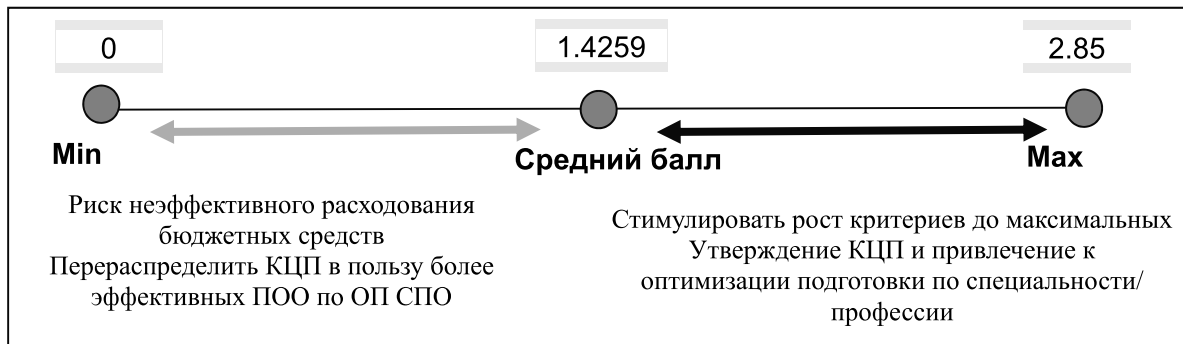 0
1.4259
2.85
Min
Средний балл
Max
Риск неэффективного расходования
бюджетных средств
Перераспределить КЦП в пользу более
эффективных ПОО по ОП СПО
Стимулировать рост критериев до максимальных
Утверждение КЦП и привлечение к
оптимизации подготовки по специальности/
профессии